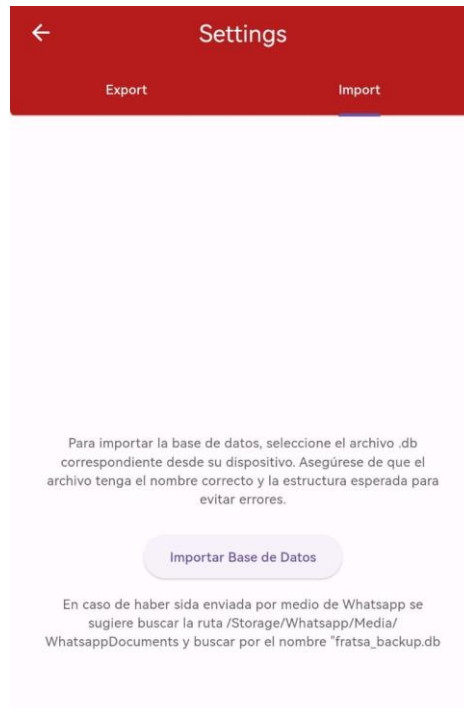 Settings
Export Import
Para importar la base de datos, seleccione el archivo .db
correspondiente desde su dispositivo. Asegúrese de que el
archivo tenga el nombre correcto y la estructura esperada para
evitar errores.
Importar Base de Datos
En caso de haber sida enviada por medio de Whatsapp se
sugiere buscar la ruta /Storage/Whatsapp/Media/
WhatsappDocuments y buscar por el nombre "fratsa_backup.db